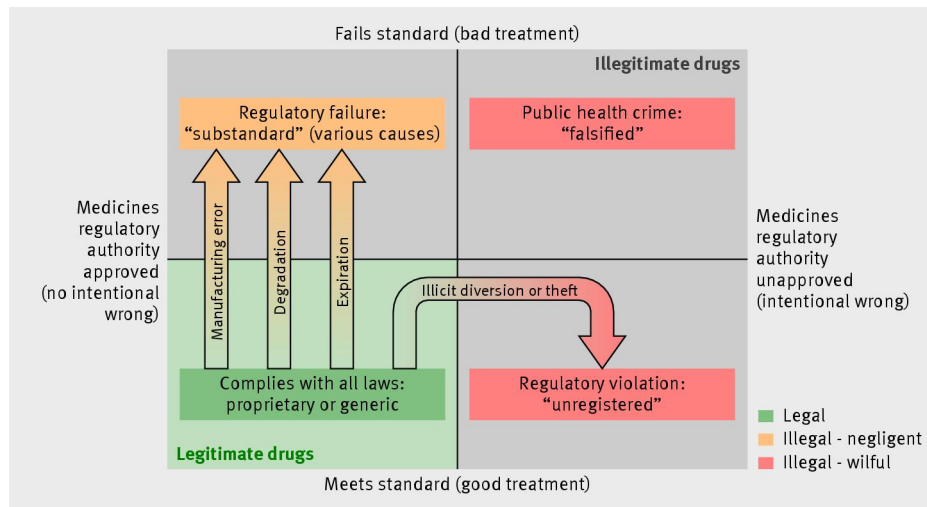 Fails standard (bad treatment)
Illegitimate drugs
Regulatory failure:
“substandard” (various causes)
Public health crime:
“falsified”
Medicines
regulatory
authority
approved
(no intentional
wrong)
Manufacturing error
Degradation
Expiration
Medicines
regulatory
authority
unapproved
(intentional wrong)
Illicit diversion or theft
Complies with all laws:
proprietary or generic
Regulatory violation:
“unregistered”
Legitimate drugs
Legal
Illegal - negligent
Illegal - wilful
Meets standard (good treatment)